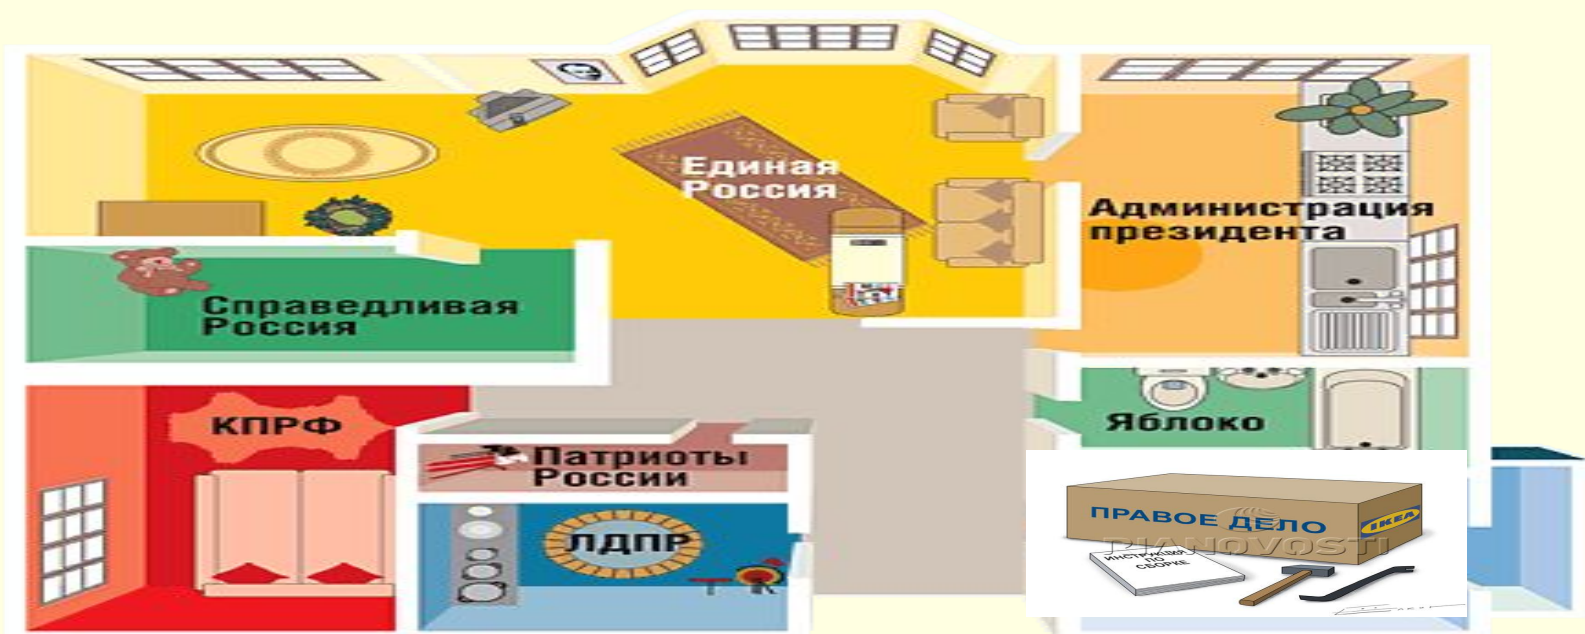 Единая
Россия
Администрация
президента
Справедливая
Россия
КПРФ
Яблоко
Патриоты
России
ЛДПР
ПРАВОЕ ДЕЛО
IKEA
RIANOVOSTI
ИНСТРУКЦИЯ
ПО
СБОРКЕ